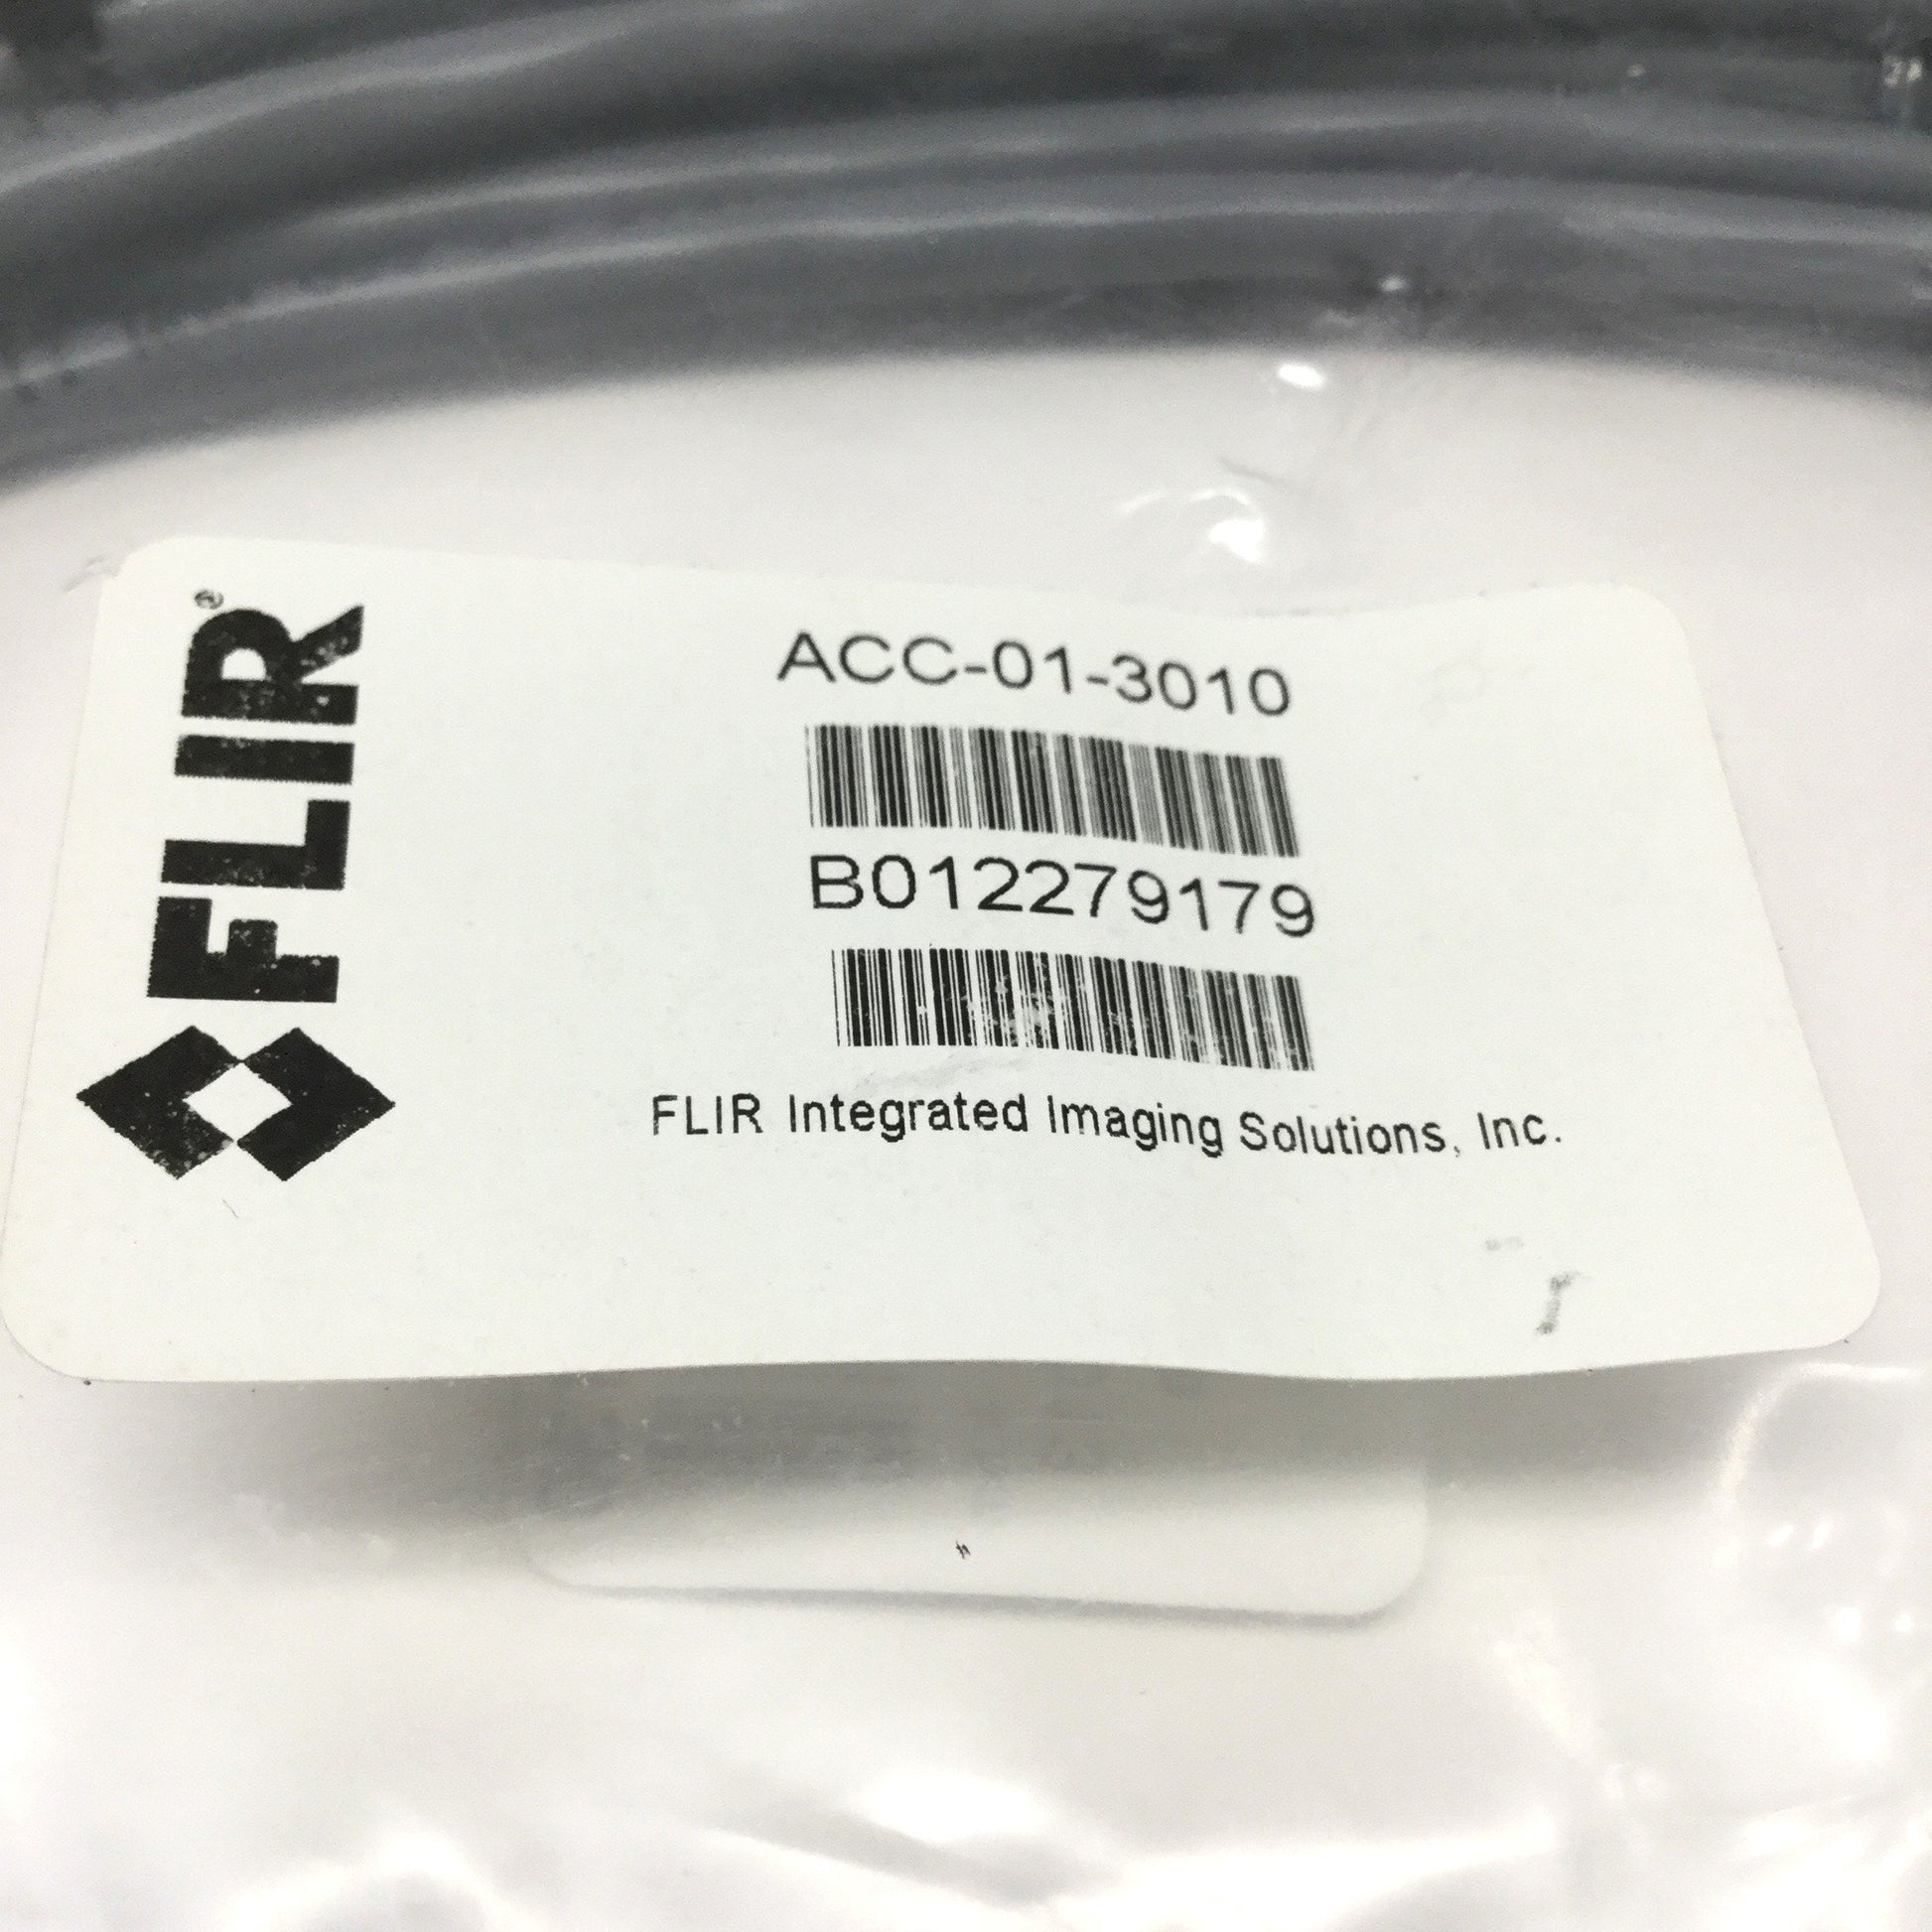 FLIR®
ACC-01-3010
B012279179
FLIR Integrated Imaging Solutions, Inc.